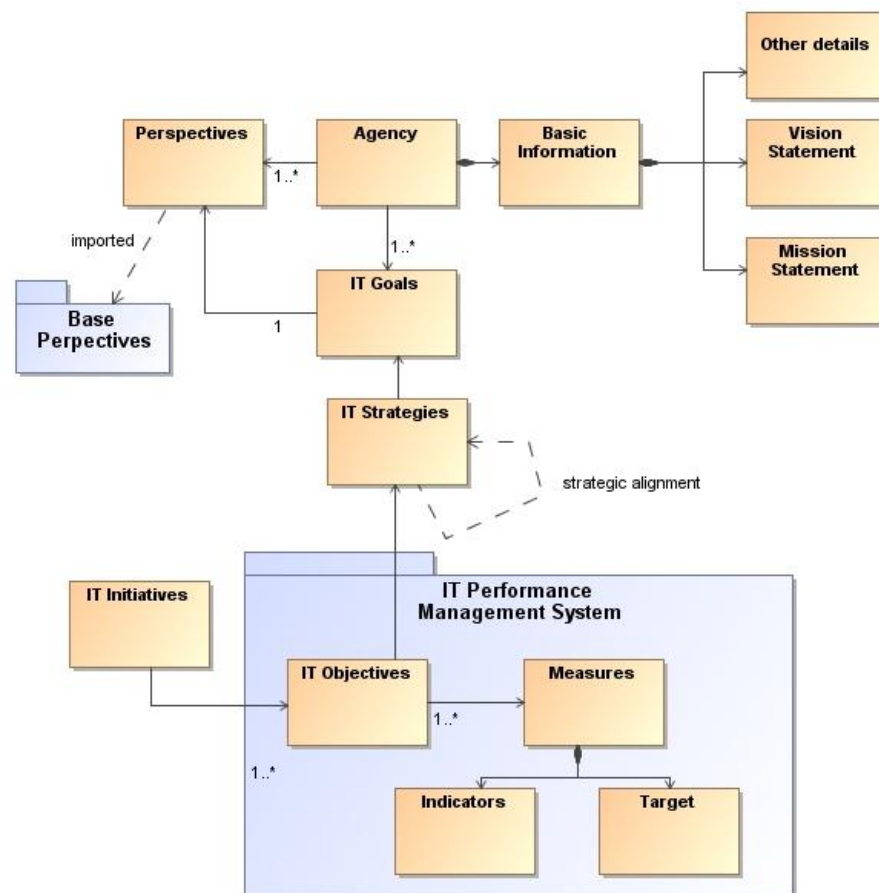 Other details
Perspectives
Agency
Basic
Information
Vision
Statement
1..*
imported
1..*
Mission
Statement
IT Goals
Base
Perpectives
1
IT Strategies
strategic alignment
IT Performance
Management System
IT Initiatives
IT Objectives
Measures
1..*
1..*
Indicators
Target